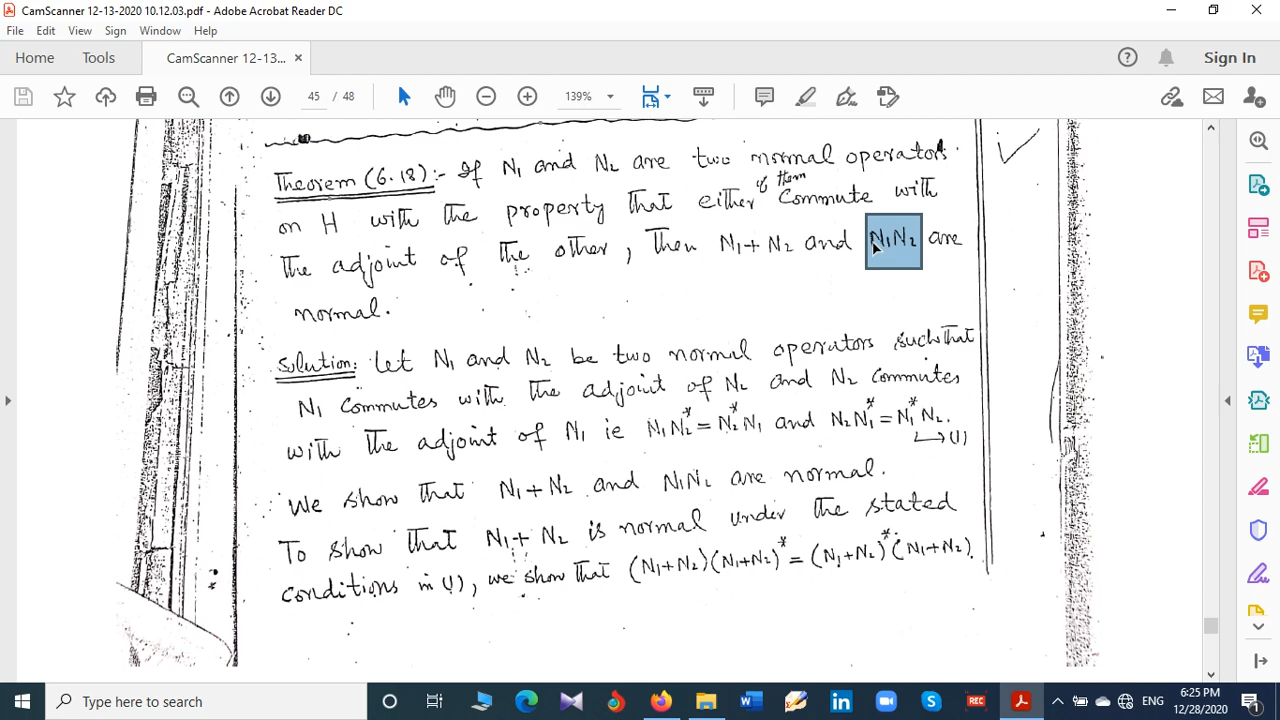 CamScanner 12-13-2020 10.12.03.pdf - Adobe Acrobat Reader DC
File Edit View Sign Window Help
Home Tools CamScanner 12-13... × Sign In
45 / 48 139%
Theorem (6.18) :- If N1 and N2 are two normal operators
on H with the property that either of them Commute with
the adjoint of the other, Then N1+N2 and N1N2 are
normal.
Solution: Let N1 and N2 be two normal operators such that
N1 commutes with the adjoint of N2 and N2 commutes
with the adjoint of N1 ie N1N2* = N2*N1 and N2N1* = N1*N2.
→(1)
We show that N1+N2 and N1N2 are normal.
To show that N1+N2 is normal under the stated
conditions in (1), we show that (N1+N2)(N1+N2)* = (N1+N2)*(N1+N2).
Type here to search
W in S REC ENG 6:25 PM
12/28/2020 1